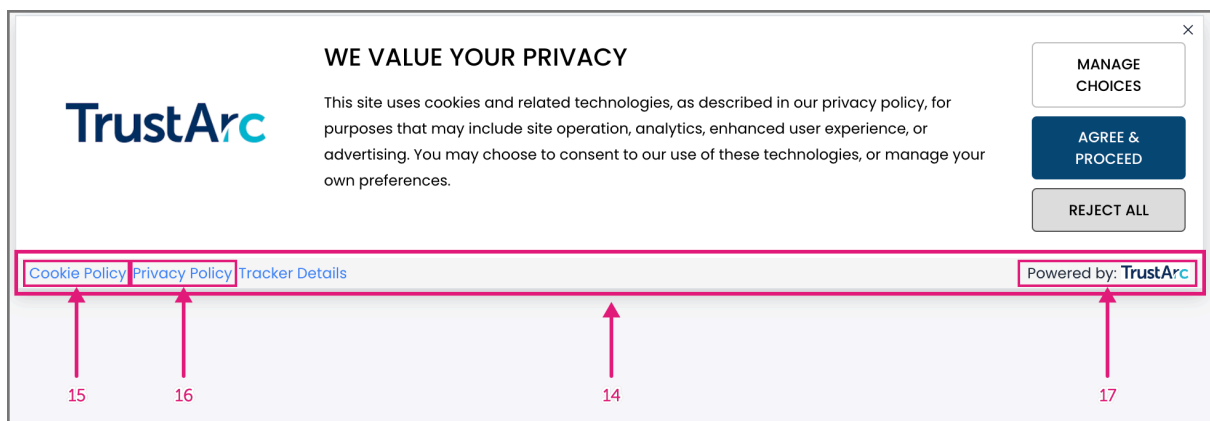 TrustArc
WE VALUE YOUR PRIVACY
This site uses cookies and related technologies, as described in our privacy policy, for
purposes that may include site operation, analytics, enhanced user experience, or
advertising. You may choose to consent to our use of these technologies, or manage your
own preferences.
MANAGE
CHOICES
AGREE &
PROCEED
REJECT ALL
Cookie Policy Privacy Policy Tracker Details Powered by: TrustArc
15 16 14 17